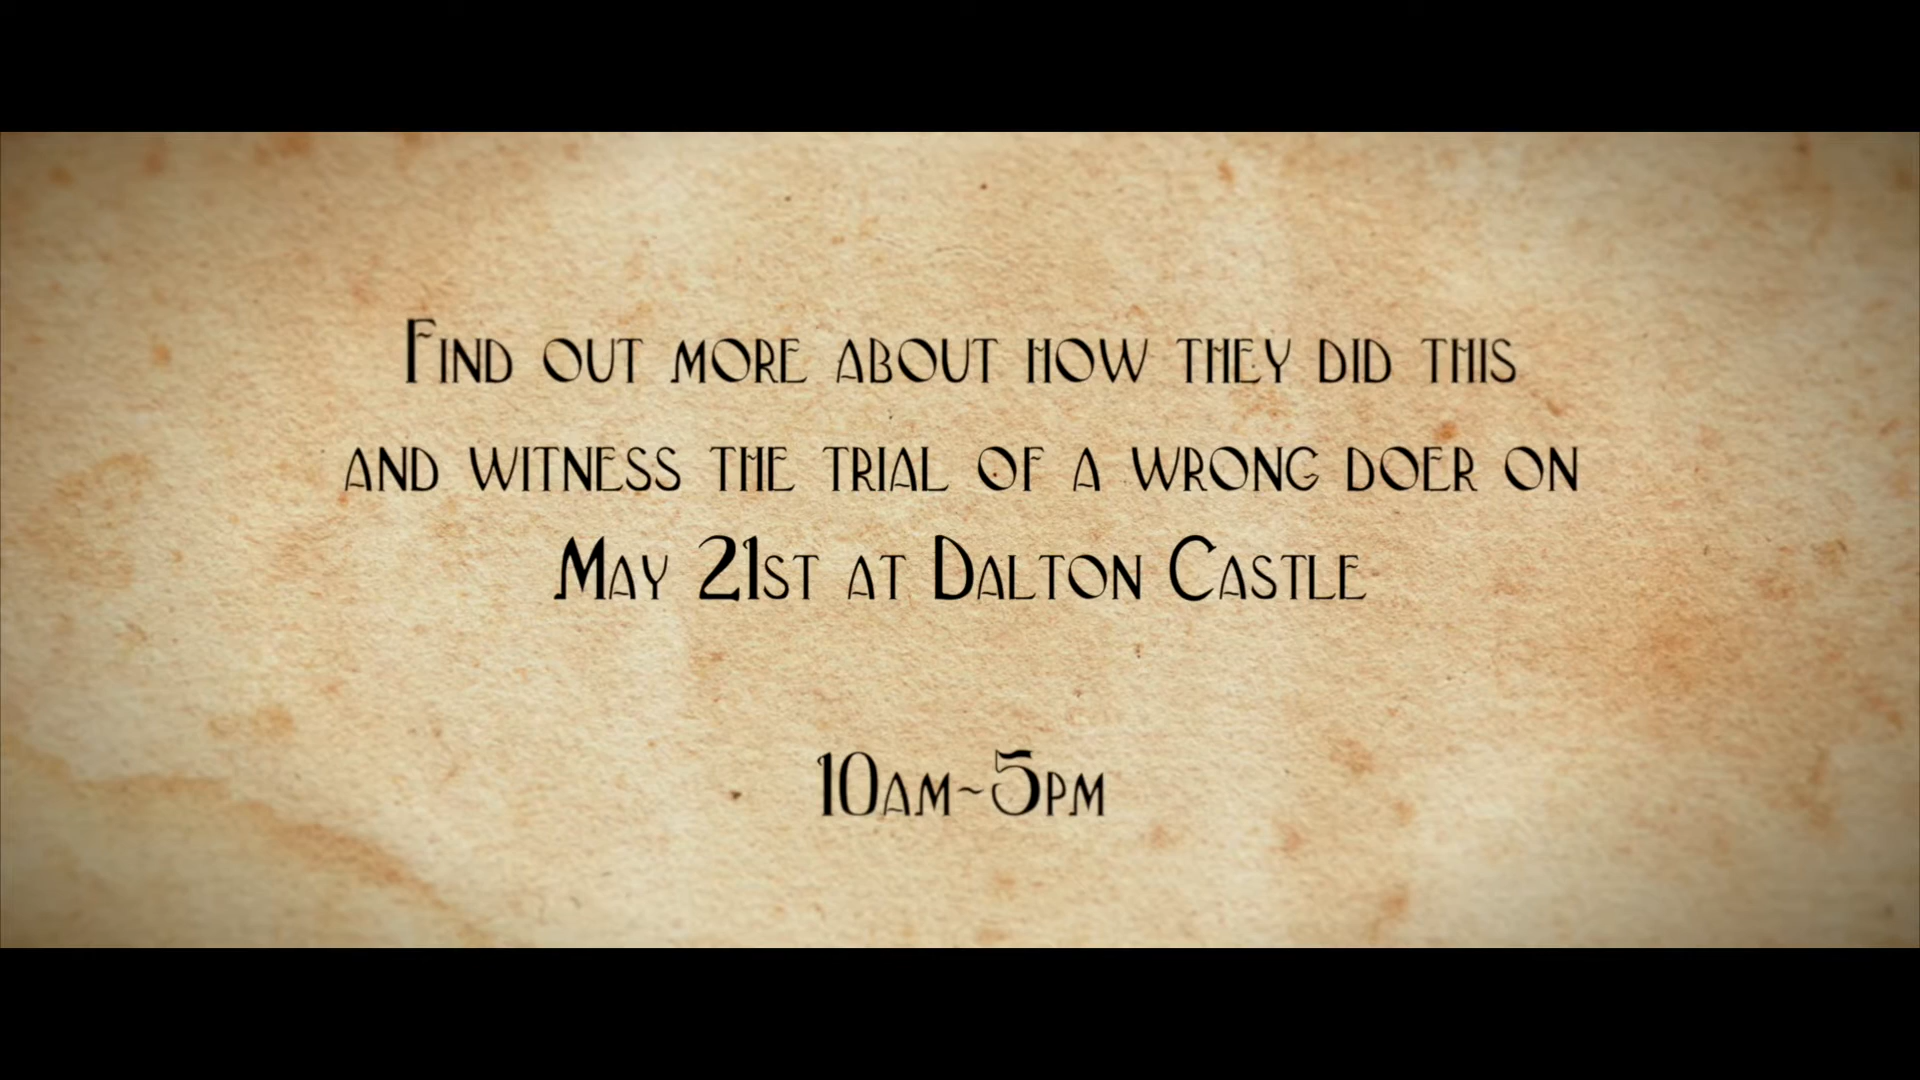 Find out more about how they did this
and witness the trial of a wrong doer on
May 21st at Dalton Castle
10am~5pm